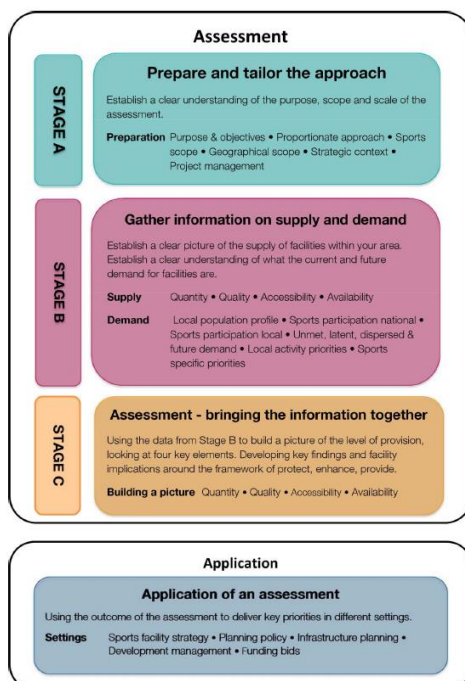 Assessment
STAGE A
Prepare and tailor the approach
Establish a clear understanding of the purpose, scope and scale of the
assessment.
Preparation Purpose & objectives • Proportionate approach • Sports
scope • Geographical scope • Strategic context •
Project management
STAGE B
Gather information on supply and demand
Establish a clear picture of the supply of facilities within your area.
Establish a clear understanding of what the current and future
demand for facilities are.
Supply Quantity • Quality • Accessibility • Availability
Demand Local population profile • Sports participation national •
Sports participation local • Unmet, latent, dispersed &
future demand • Local activity priorities • Sports
specific priorities
STAGE C
Assessment - bringing the information together
Using the data from Stage B to build a picture of the level of provision,
looking at four key elements. Developing key findings and facility
implications around the framework of protect, enhance, provide.
Building a picture Quantity • Quality • Accessibility • Availability
Application
Application of an assessment
Using the outcome of the assessment to deliver key priorities in different settings.
Settings Sports facility strategy • Planning policy • Infrastructure planning •
Development management • Funding bids